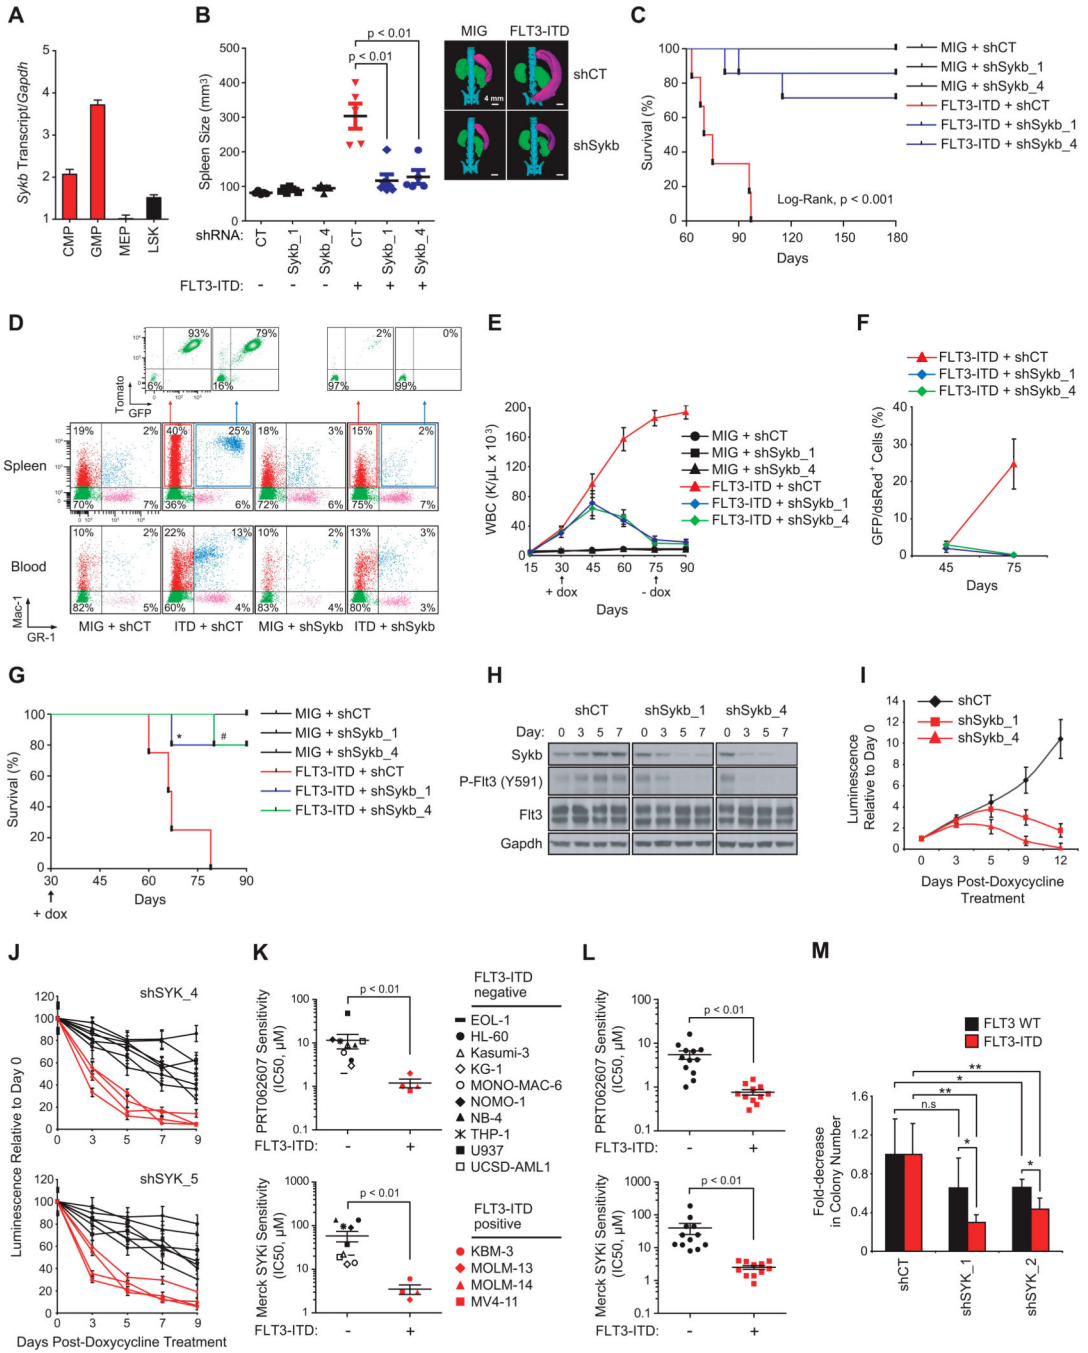 A
Sykb Transcript/Gapdh
5
4
3
2
1
CMP
GMP
MEP
LSK
B
Spleen Size (mm³)
500
400
300
200
100
0
p < 0.01
p < 0.01
shRNA:
CT
Sykb_1
Sykb_4
CT
Sykb_1
Sykb_4
FLT3-ITD:
-
-
-
+
+
+
MIG
FLT3-ITD
shCT
4 mm
shSykb
C
Survival (%)
100
80
60
40
20
0
60
90
120
150
180
Days
Log-Rank, p < 0.001
MIG + shCT
MIG + shSykb_1
MIG + shSykb_4
FLT3-ITD + shCT
FLT3-ITD + shSykb_1
FLT3-ITD + shSykb_4
D
93%
79%
2%
0%
6%
16%
97%
99%
Tomato
GFP
Spleen
19%
2%
40%
25%
18%
3%
15%
2%
70%
7%
36%
6%
72%
6%
75%
7%
Blood
10%
2%
22%
13%
10%
2%
13%
3%
82%
5%
60%
4%
83%
4%
80%
3%
Mac-1
GR-1
MIG + shCT
ITD + shCT
MIG + shSykb
ITD + shSykb
E
WBC (K/µL x 10³)
200
160
120
80
40
0
15
30
45
60
75
90
+ dox
- dox
Days
MIG + shCT
MIG + shSykb_1
MIG + shSykb_4
FLT3-ITD + shCT
FLT3-ITD + shSykb_1
FLT3-ITD + shSykb_4
F
FLT3-ITD + shCT
FLT3-ITD + shSykb_1
FLT3-ITD + shSykb_4
GFP/dsRed⁺ Cells (%)
40
30
20
10
0
45
75
Days
G
Survival (%)
100
80
60
40
20
0
*
#
30
45
60
75
90
Days
+ dox
MIG + shCT
MIG + shSykb_1
MIG + shSykb_4
FLT3-ITD + shCT
FLT3-ITD + shSykb_1
FLT3-ITD + shSykb_4
H
shCT
shSykb_1
shSykb_4
Day: 0 3 5 7 0 3 5 7 0 3 5 7
Sykb
P-Flt3 (Y591)
Flt3
Gapdh
I
Luminescence
Relative to Day 0
14
12
10
8
6
4
2
0
shCT
shSykb_1
shSykb_4
0
3
5
9
12
Days Post-Doxycycline
Treatment
J
Luminescence Relative to Day 0
shSYK_4
120
100
80
60
40
20
0
0
3
5
7
9
shSYK_5
120
100
80
60
40
20
0
0
3
5
7
9
Days Post-Doxycycline Treatment
K
PRT062607 Sensitivity
(IC50, µM)
100
10
1
0.1
p < 0.01
FLT3-ITD:
-
+
Merck SYKi Sensitivity
(IC50, µM)
1000
100
10
1
0.1
p < 0.01
FLT3-ITD:
-
+
FLT3-ITD
negative
EOL-1
HL-60
Kasumi-3
KG-1
MONO-MAC-6
NOMO-1
NB-4
THP-1
U937
UCSD-AML1
FLT3-ITD
positive
KBM-3
MOLM-13
MOLM-14
MV4-11
L
PRT062607 Sensitivity
(IC50, µM)
100
10
1
0.1
p < 0.01
FLT3-ITD:
-
+
Merck SYKi Sensitivity
(IC50, µM)
1000
100
10
1
0.1
p < 0.01
FLT3-ITD:
-
+
M
FLT3 WT
FLT3-ITD
Fold-decrease
in Colony Number
1.6
1.2
0.8
0.4
0
**
*
**
n.s
*
*
shCT
shSYK_1
shSYK_2